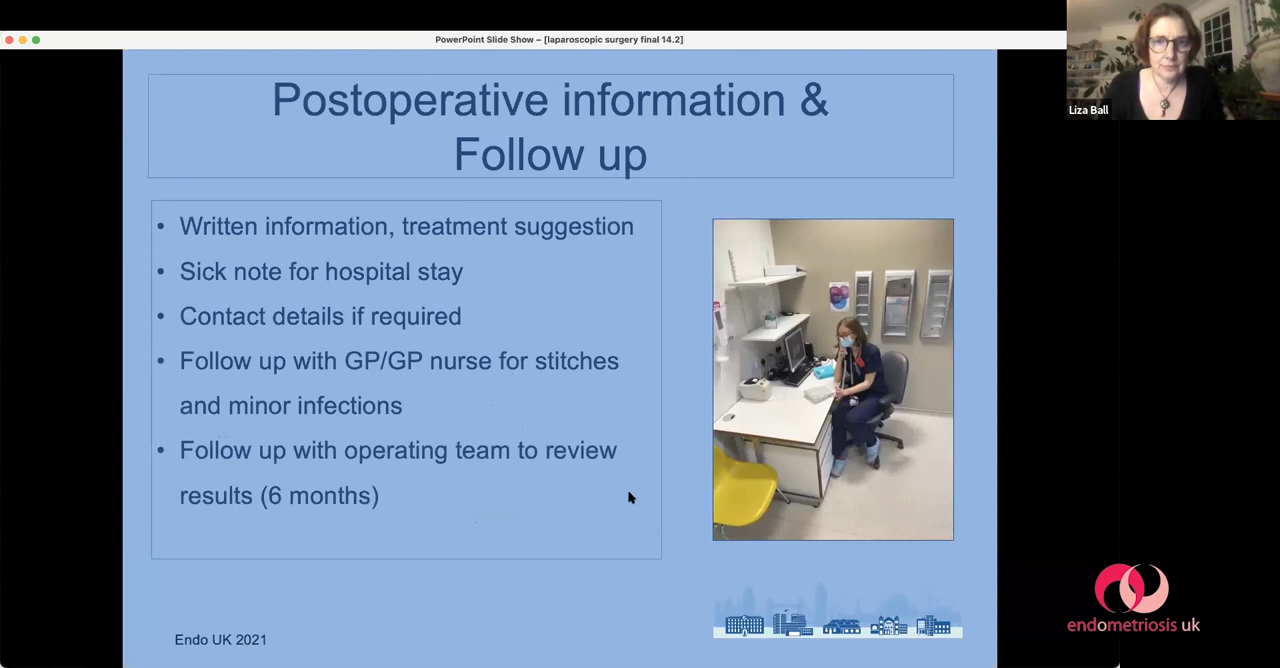 PowerPoint Slide Show – [laparoscopic surgery final 14.2]
Liza Ball
Postoperative information &
Follow up
• Written information, treatment suggestion
• Sick note for hospital stay
• Contact details if required
• Follow up with GP/GP nurse for stitches
and minor infections
• Follow up with operating team to review
results (6 months)
Endo UK 2021
endometriosis uk